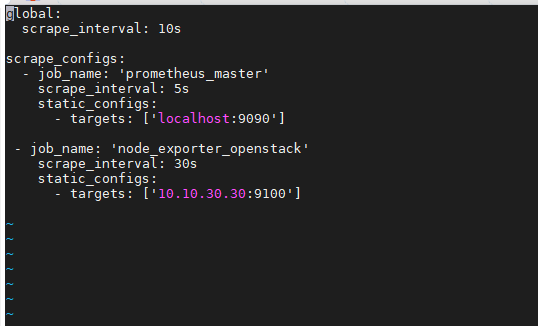 global:
  scrape_interval: 10s

scrape_configs:
  - job_name: 'prometheus_master'
    scrape_interval: 5s
    static_configs:
      - targets: ['localhost:9090']

 - job_name: 'node_exporter_openstack'
    scrape_interval: 30s
    static_configs:
      - targets: ['10.10.30.30:9100']

~
~
~
~
~
~
~